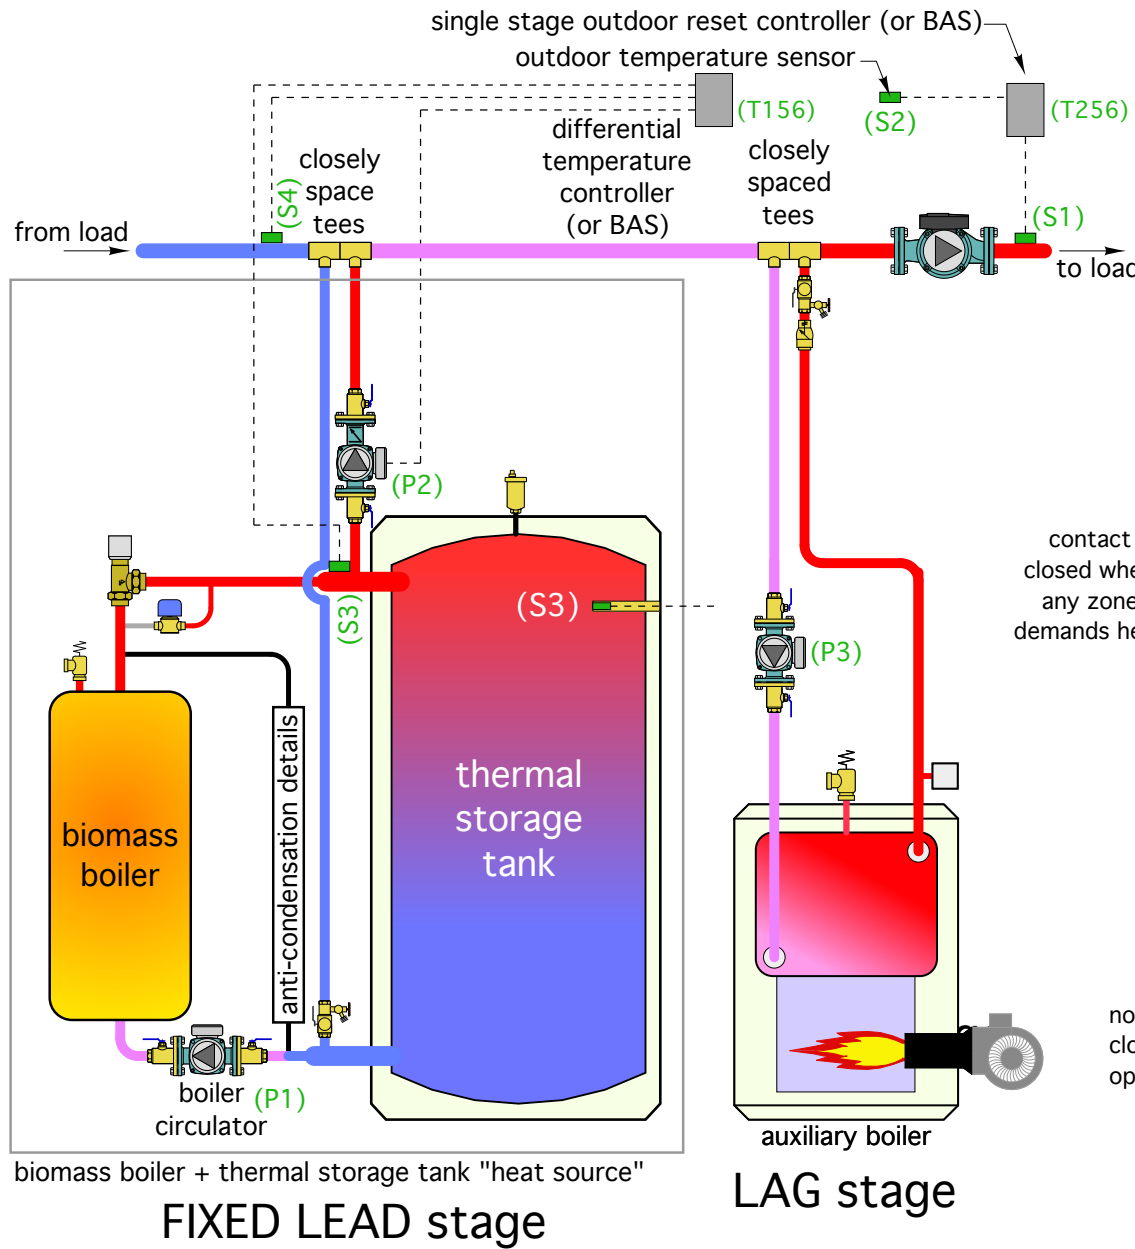 single stage outdoor reset controller (or BAS)
outdoor temperature sensor
(T156)
(S2)
(T256)
differential
temperature
controller
(or BAS)
closely
space
tees
closely
spaced
tees
(S4)
(S1)
from load
to load
(P2)
(S3)
(S3)
contact
closed whe
any zone
demands he
(P3)
thermal
storage
tank
biomass
boiler
anti-condensation details
boiler
circulator
(P1)
no
clo
op
auxiliary boiler
biomass boiler + thermal storage tank "heat source"
FIXED LEAD stage
LAG stage